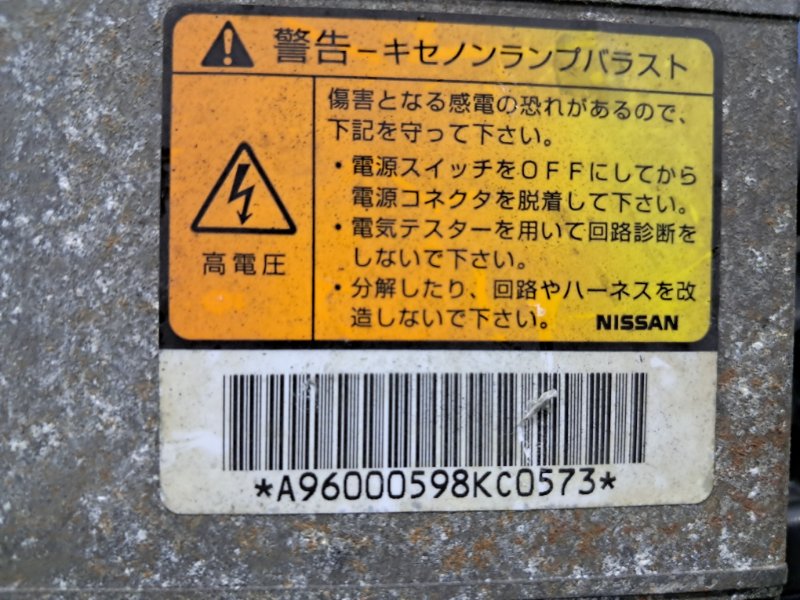 警告－キセノンランプバラスト
傷害となる感電の恐れがあるので、
下記を守って下さい。
・電源スイッチをOFFにしてから
電源コネクタを脱着して下さい。
・電気テスターを用いて回路診断を
しないで下さい。
・分解したり、回路やハーネスを改
造しないで下さい。
高電圧
NISSAN
*A96000598KC0573*